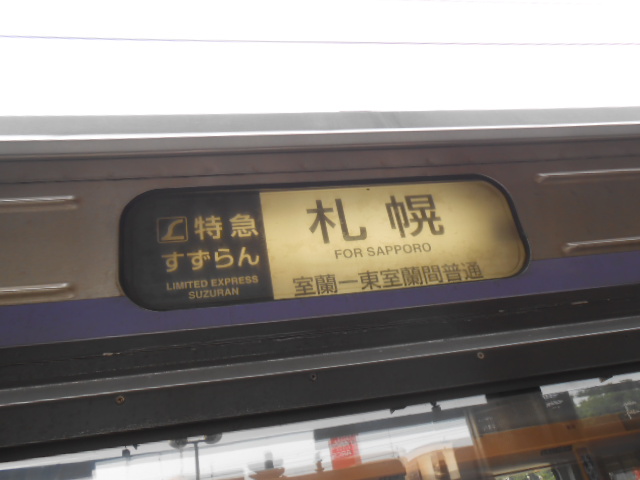 特急
すずらん
LIMITED EXPRESS
SUZURAN
札幌
FOR SAPPORO
室蘭ー東室蘭間普通